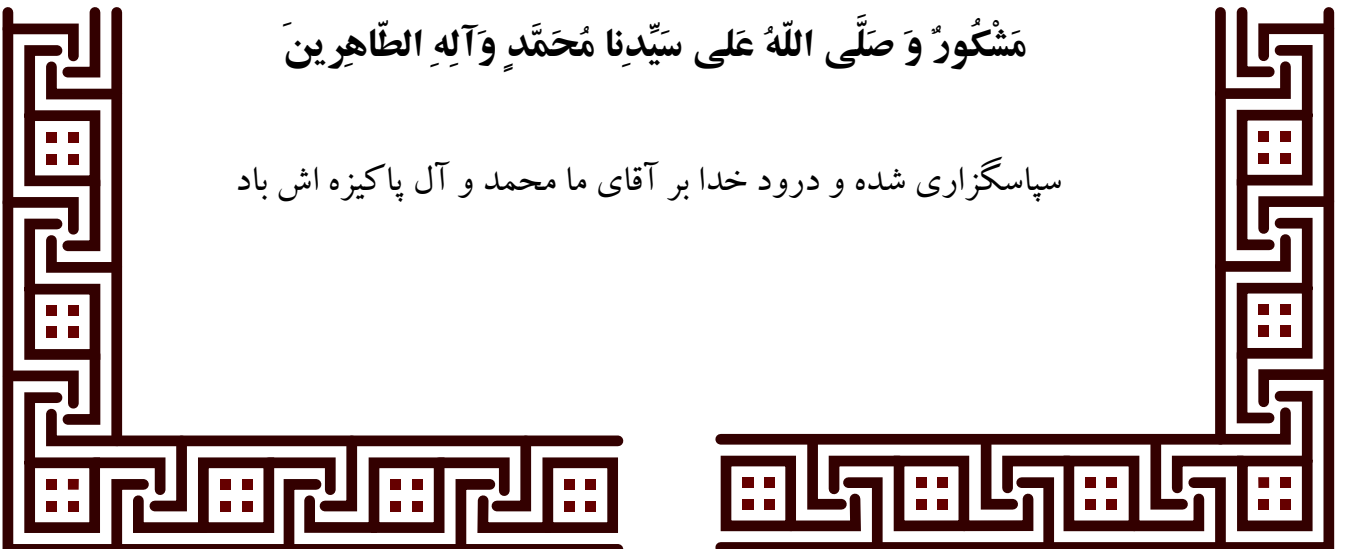 مَشْكُورٌ وَ صَلَّى اللّهُ عَلى سَيِّدِنا مُحَمَّدٍ وَآلِهِ الطّاهِرينَ
سپاسگزاری شده و درود خدا بر آقای ما محمد و آل پاکیزه اش باد